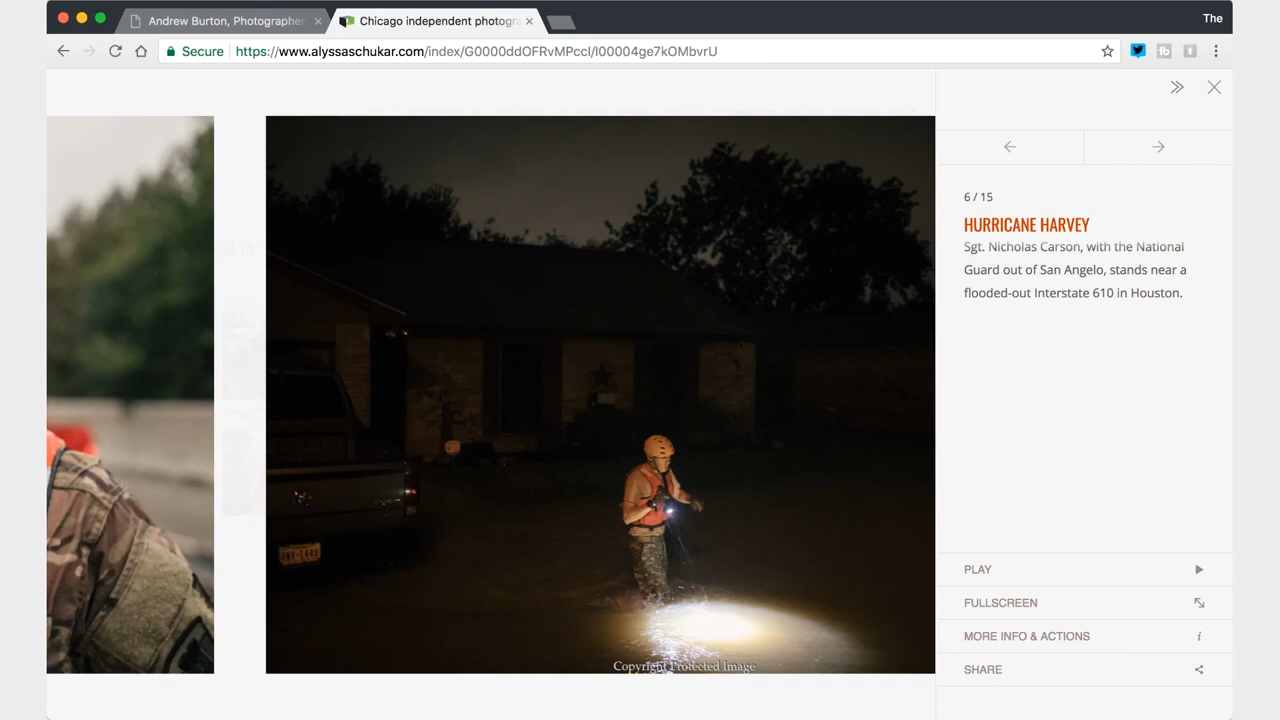 Andrew Burton, Photographer
Chicago independent photogra
The
Secure
https://www.alyssaschukar.com/index/G0000ddOFRvMPccI/I00004ge7kOMbvrU
6 / 15
HURRICANE HARVEY
Sgt. Nicholas Carson, with the National
Guard out of San Angelo, stands near a
flooded-out Interstate 610 in Houston.
PLAY
FULLSCREEN
MORE INFO & ACTIONS
SHARE
Copyright Protected Image